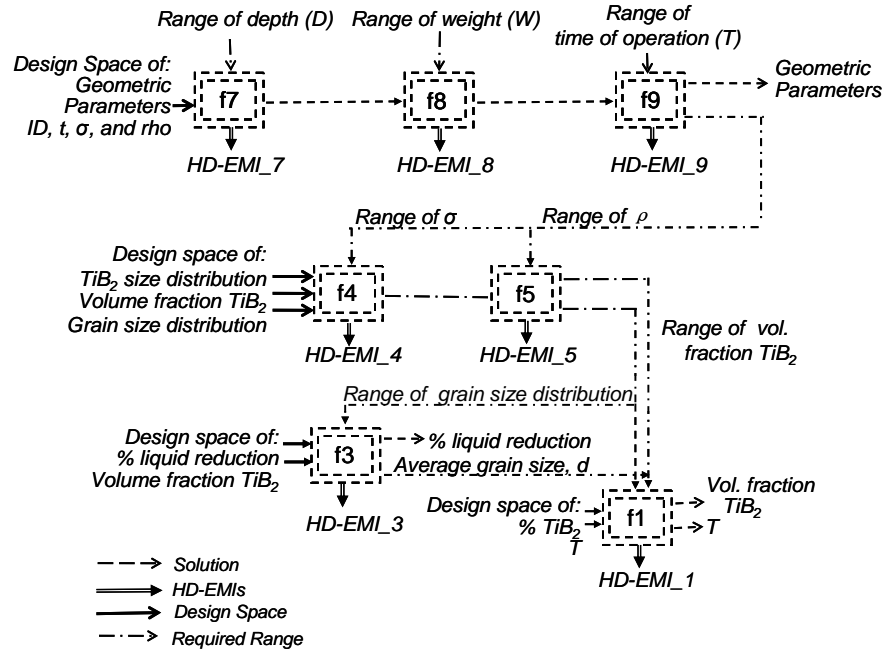 Range of depth (D)
Range of weight (W)
Range of
time of operation (T)
Design Space of:
Geometric
Parameters
ID, t, σ, and rho
f7
f8
f9
Geometric
Parameters
HD-EMI_7
HD-EMI_8
HD-EMI_9
Range of σ
Range of ρ
Design space of:
TiB2 size distribution
Volume fraction TiB2
Grain size distribution
f4
f5
HD-EMI_4
HD-EMI_5
Range of vol.
fraction TiB2
Range of grain size distribution
Design space of:
% liquid reduction
Volume fraction TiB2
f3
% liquid reduction
Average grain size, d
HD-EMI_3
Design space of:
% TiB2
T
f1
Vol. fraction
TiB2
T
HD-EMI_1
Solution
HD-EMIs
Design Space
Required Range